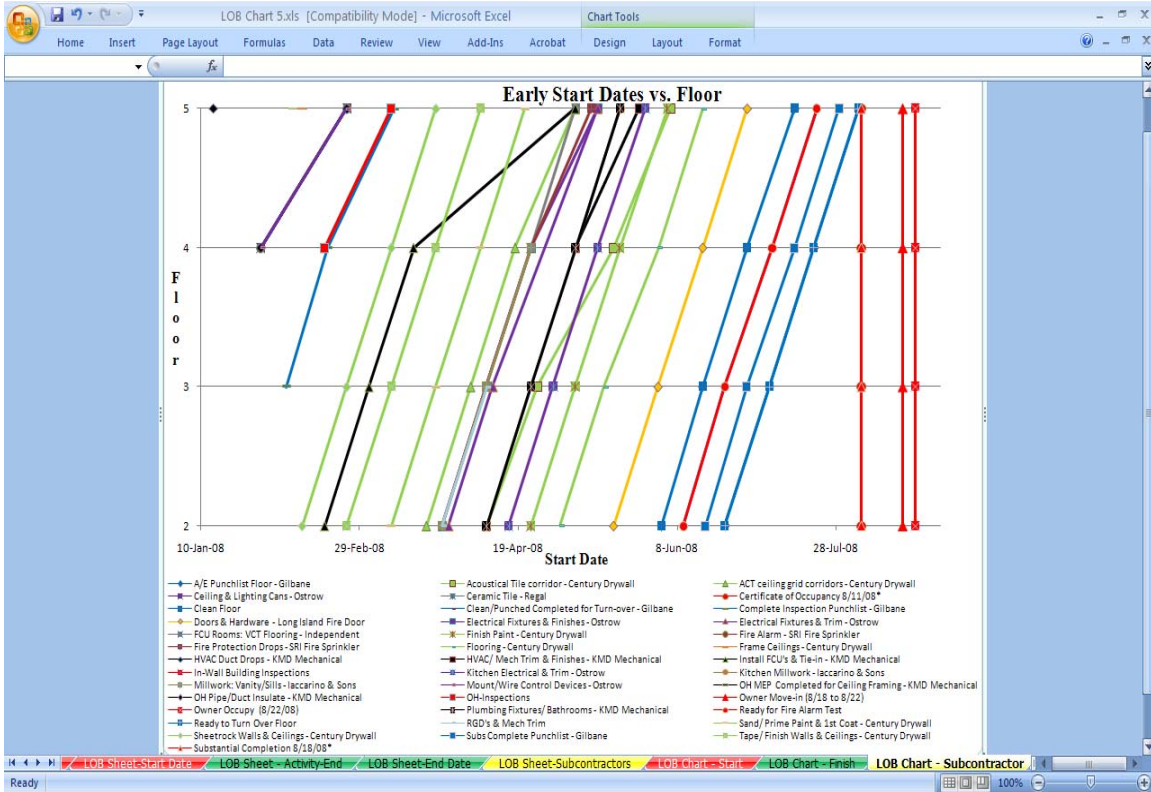 LOB Chart 5.xls [Compatibility Mode] - Microsoft Excel Chart Tools
Home Insert Page Layout Formulas Data Review View Add-Ins Acrobat Design Layout Format
fx
Early Start Dates vs. Floor
5
4
Floor
3
2
10-Jan-08 29-Feb-08 19-Apr-08 8-Jun-08 28-Jul-08
Start Date
A/E Punchlist Floor - Gilbane Acoustical Tile corridor - Century Drywall ACT ceiling grid corridors - Century Drywall
Ceiling & Lighting Cans - Ostrow Ceramic Tile - Regal Certificate of Occupancy 8/11/08*
Clean Floor Clean/Punched Completed for Turn-over - Gilbane Complete Inspection Punchlist - Gilbane
Doors & Hardware - Long Island Fire Door Electrical Fixtures & Finishes - Ostrow Electrical Fixtures & Trim - Ostrow
FCU Rooms: VCT Flooring - Independent Finish Paint - Century Drywall Fire Alarm - SRI Fire Sprinkler
Fire Protection Drops - SRI Fire Sprinkler Flooring - Century Drywall Frame Ceilings - Century Drywall
HVAC Duct Drops - KMD Mechanical HVAC/ Mech Trim & Finishes - KMD Mechanical Install FCU's & Tie-in - KMD Mechanical
In-Wall Building Inspections Kitchen Electrical & Trim - Ostrow Kitchen Millwork - Iaccarino & Sons
Millwork: Vanity/Sills - Iaccarino & Sons Mount/Wire Control Devices - Ostrow OH MEP Completed for Ceiling Framing - KMD Mechanical
OH Pipe/Duct Insulate - KMD Mechanical OH-Inspections Owner Move-in (8/18 to 8/22)
Owner Occupy (8/22/08) Plumbing Fixtures/ Bathrooms - KMD Mechanical Ready for Fire Alarm Test
Ready to Turn Over Floor RGD's & Mech Trim Sand/ Prime Paint & 1st Coat - Century Drywall
Sheetrock Walls & Ceilings - Century Drywall Subs Complete Punchlist - Gilbane Tape/ Finish Walls & Ceilings - Century Drywall
Substantial Completion 8/18/08*
LOB Sheet-Start Date LOB Sheet - Activity-End LOB Sheet-End Date LOB Sheet-Subcontractors LOB Chart - Start LOB Chart - Finish LOB Chart - Subcontractor
Ready 100%